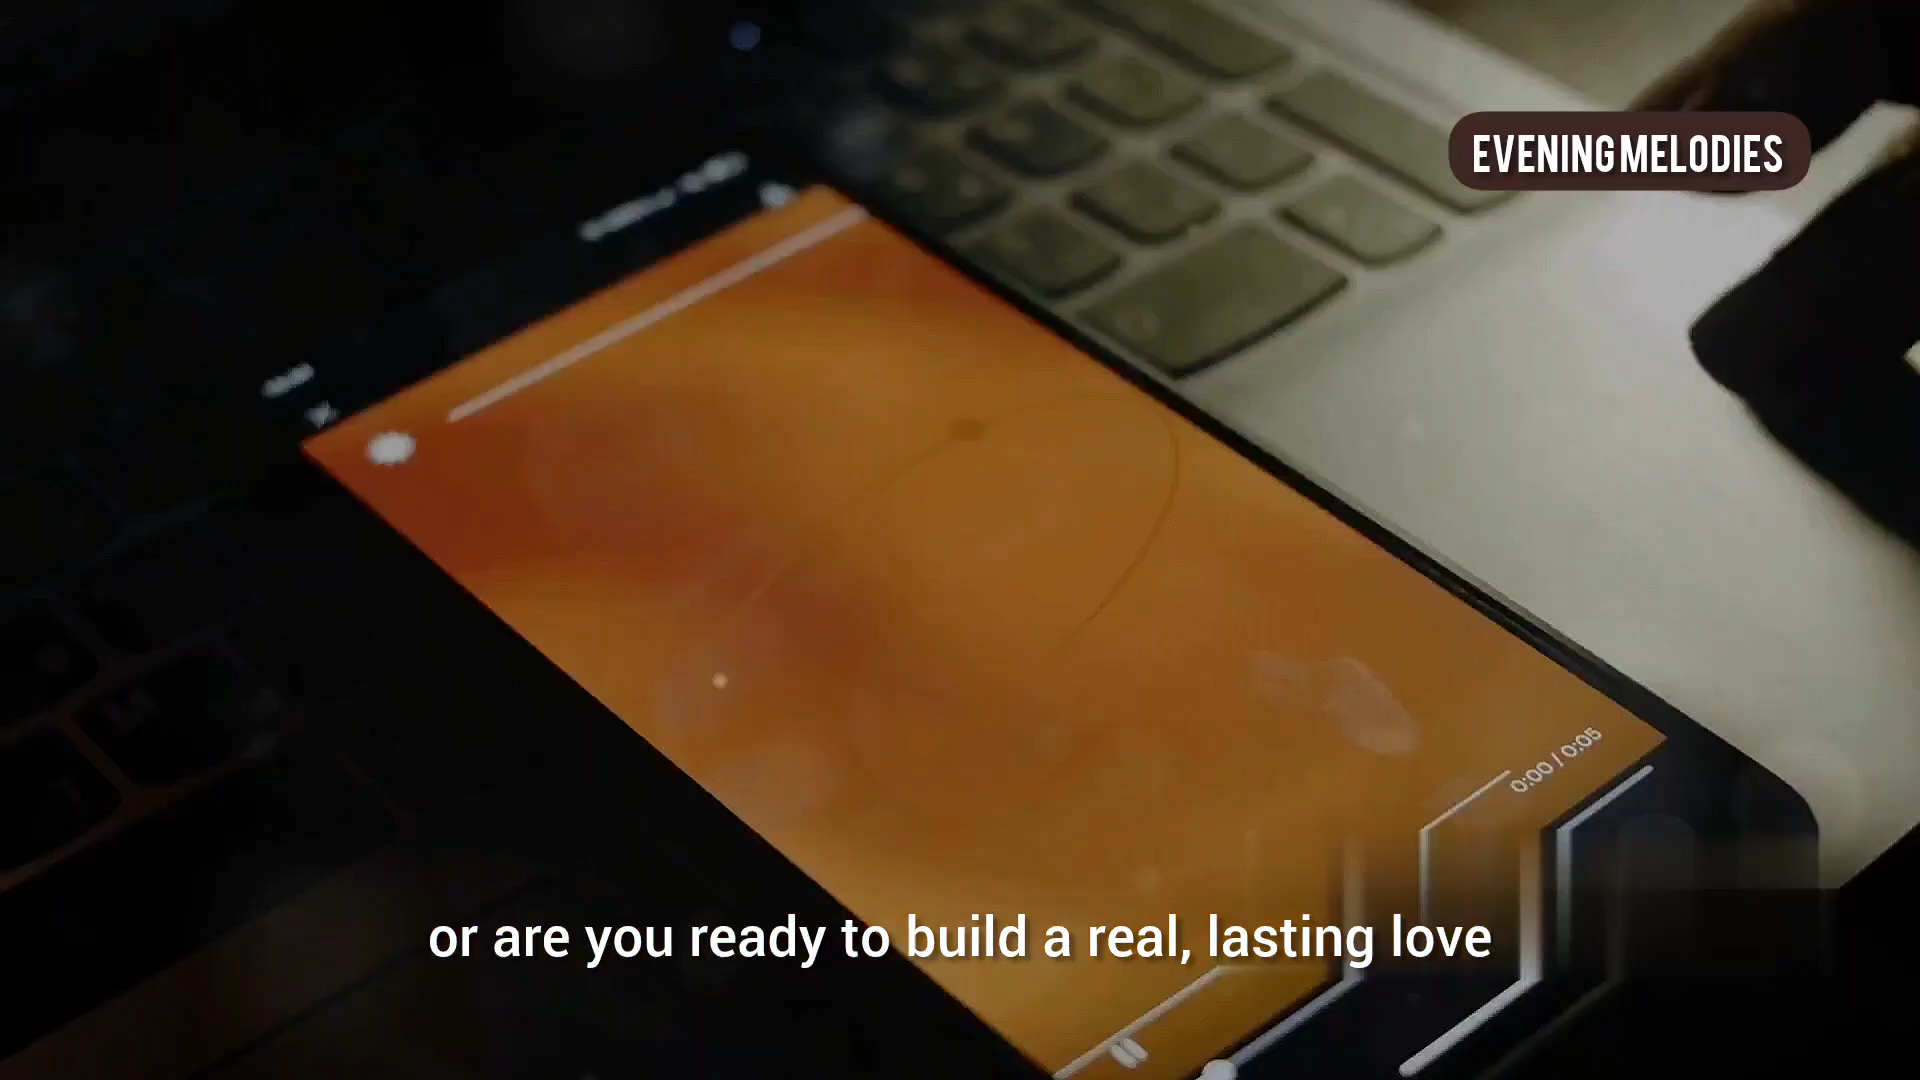 EVENING MELODIES
0:00 / 0:05
or are you ready to build a real, lasting love